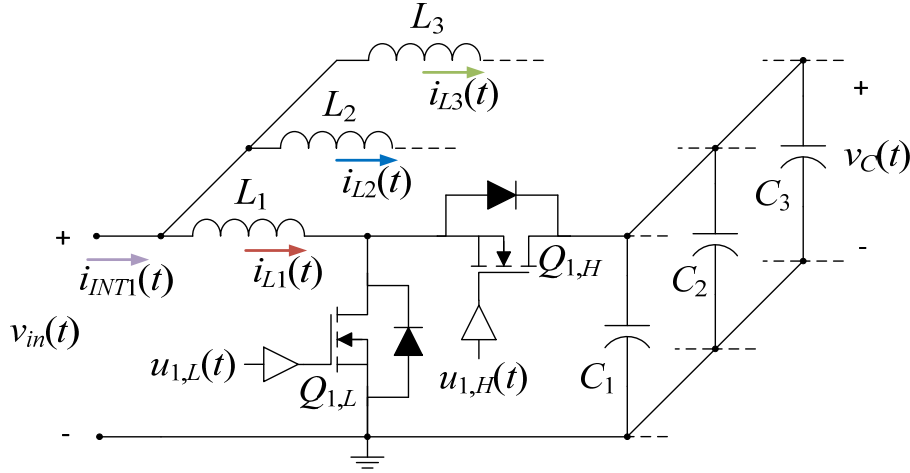 L3
iL3(t)
L2
iL2(t)
L1
iL1(t)
+
iINT1(t)
vin(t)
-
u1,L(t)
Q1,L
Q1,H
u1,H(t)
C1
C2
C3
+
vC(t)
-